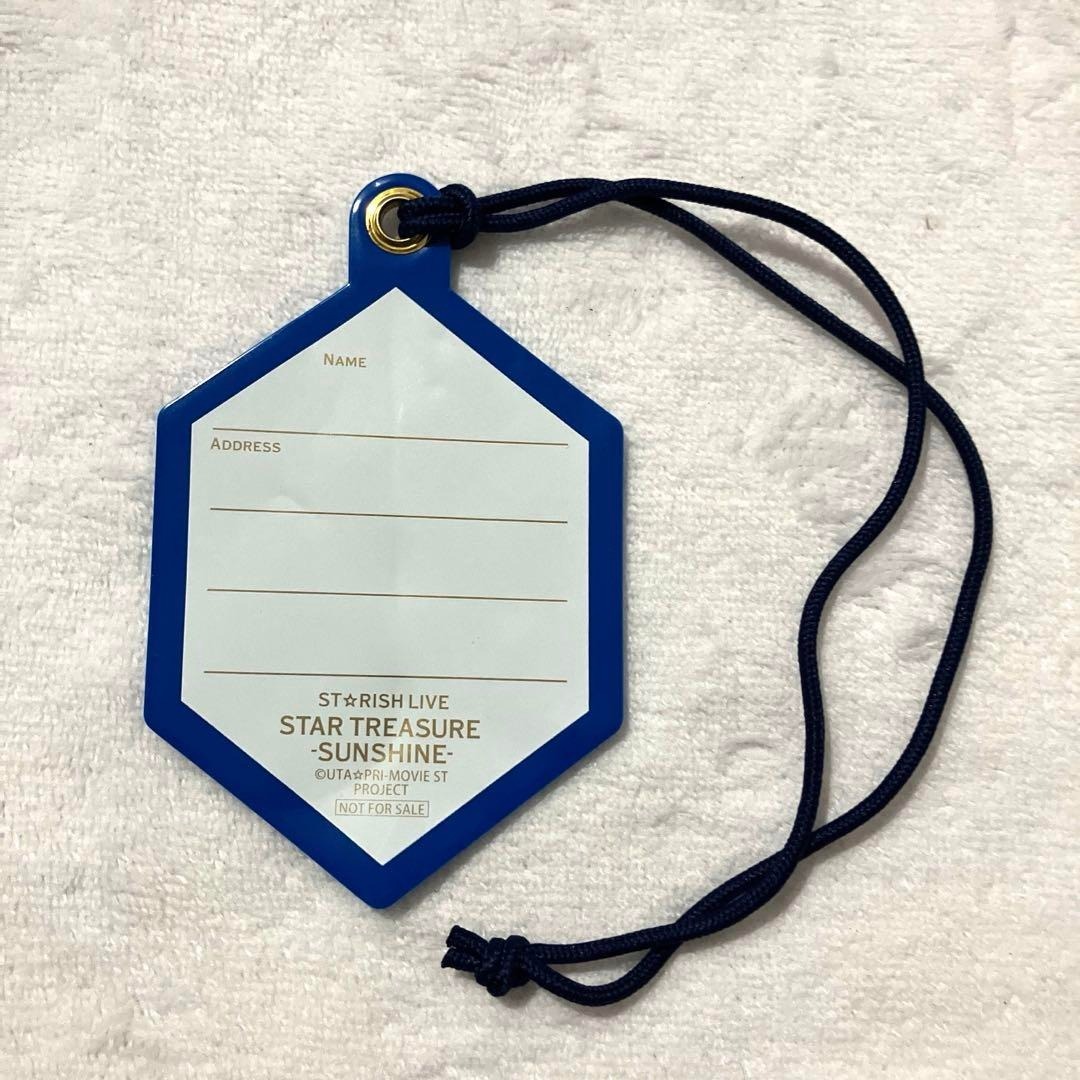 NAME
ADDRESS
ST☆RISH LIVE
STAR TREASURE
-SUNSHINE-
©UTA☆PRI-MOVIE ST
PROJECT
NOT FOR SALE